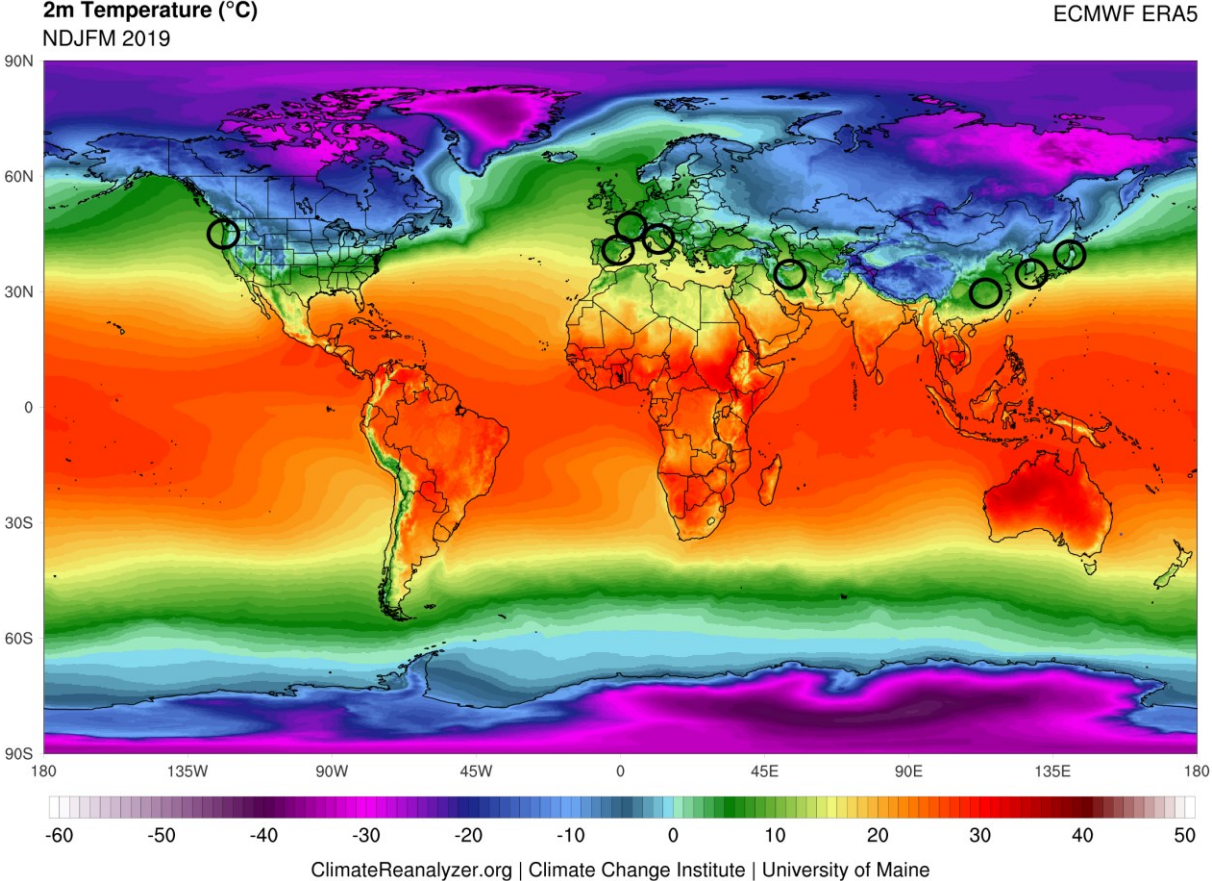 2m Temperature (°C)
ECMWF ERA5
NDJFM 2019
90N
60N
30N
0
30S
60S
90S
180 135W 90W 45W 0 45E 90E 135E 180
-60 -50 -40 -30 -20 -10 0 10 20 30 40 50
ClimateReanalyzer.org | Climate Change Institute | University of Maine